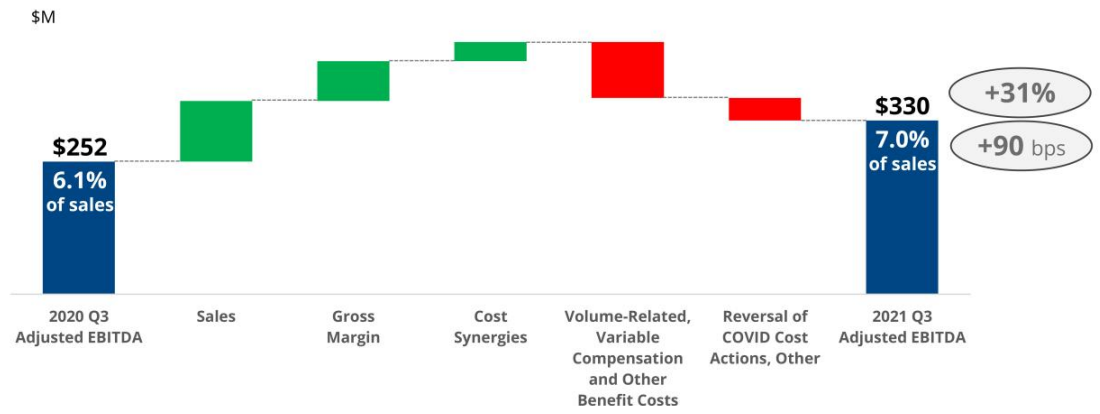 $M
$252
6.1%
of sales
$330
7.0%
of sales
+31%
+90 bps
2020 Q3
Adjusted EBITDA
Sales
Gross
Margin
Cost
Synergies
Volume-Related,
Variable
Compensation
and Other
Benefit Costs
Reversal of
COVID Cost
Actions, Other
2021 Q3
Adjusted EBITDA